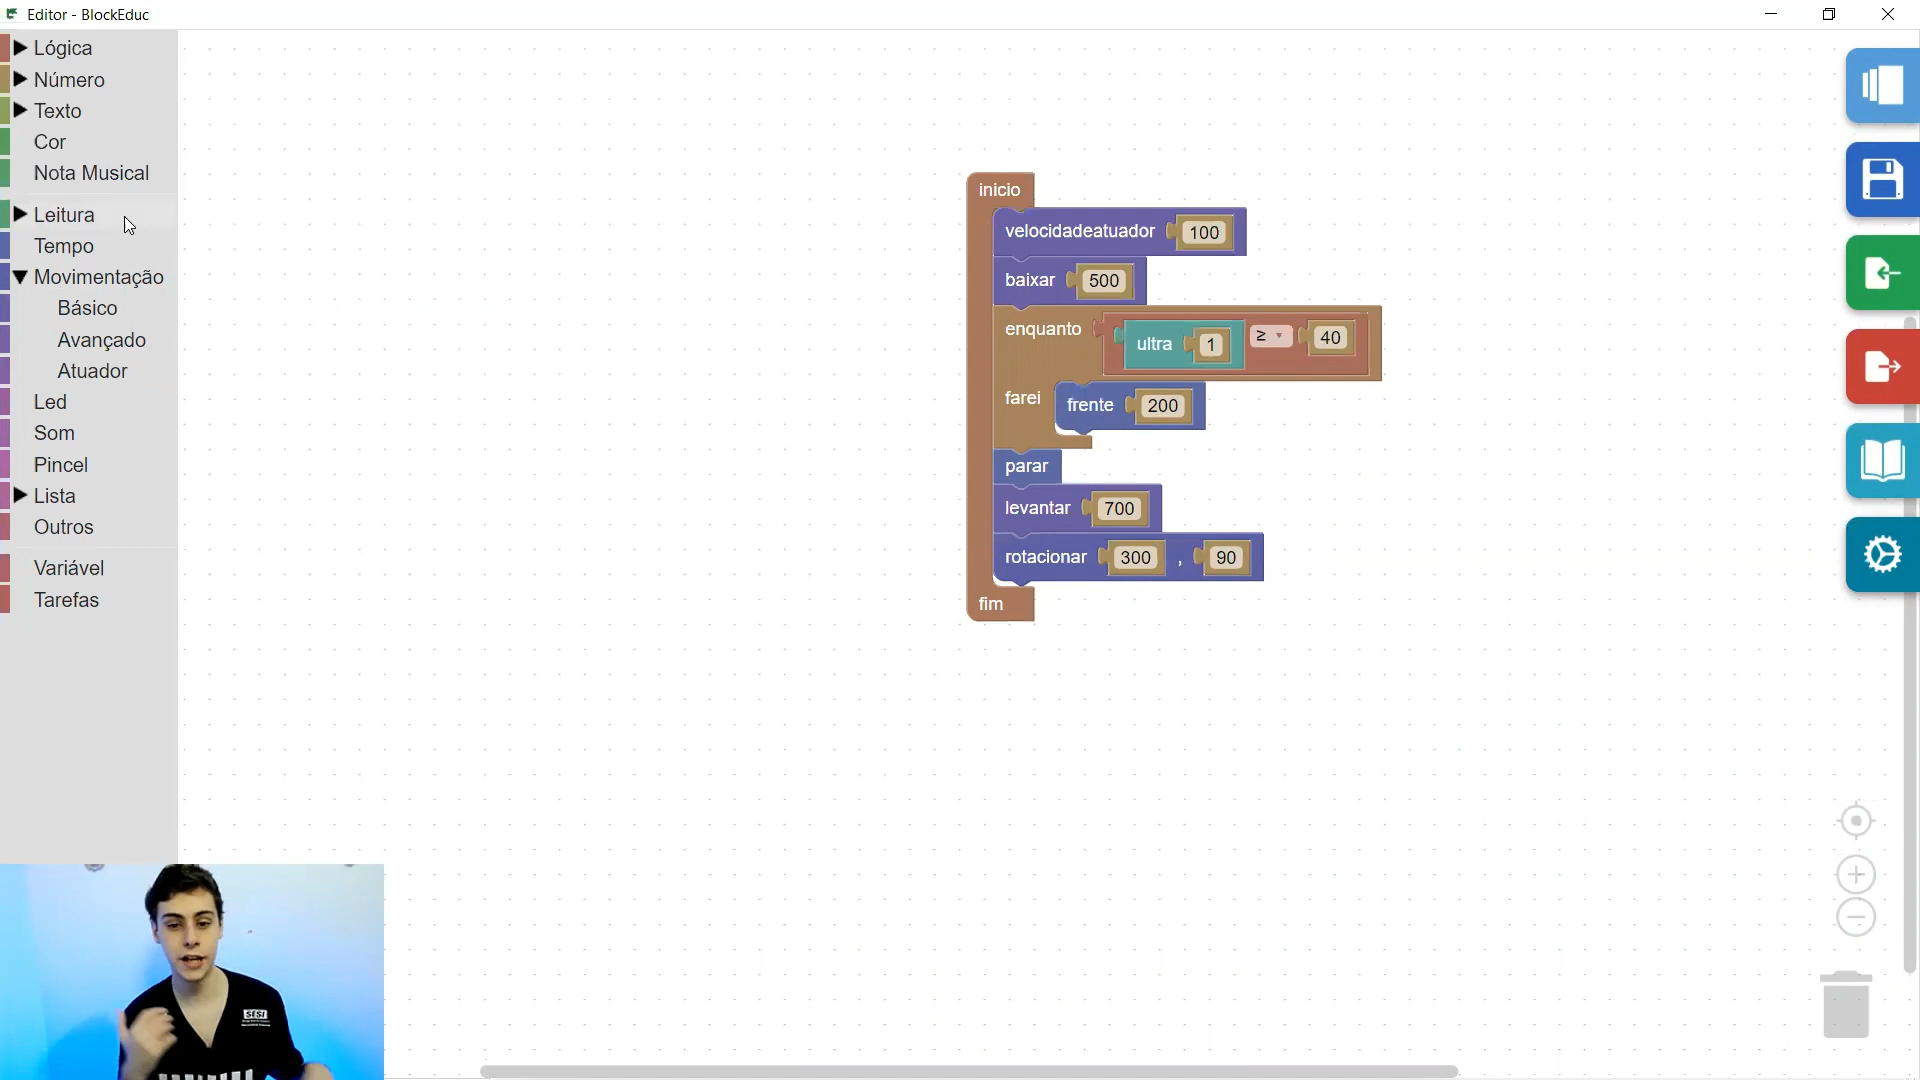 Editor - BlockEduc
Lógica
Número
Texto
Cor
Nota Musical
Leitura
Tempo
Movimentação
Básico
Avançado
Atuador
Led
Som
Pincel
Lista
Outros
Variável
Tarefas
inicio
velocidadeatuador 100
baixar 500
enquanto ultra 1 ≥ 40
farei frente 200
parar
levantar 700
rotacionar 300 , 90
fim
SESI